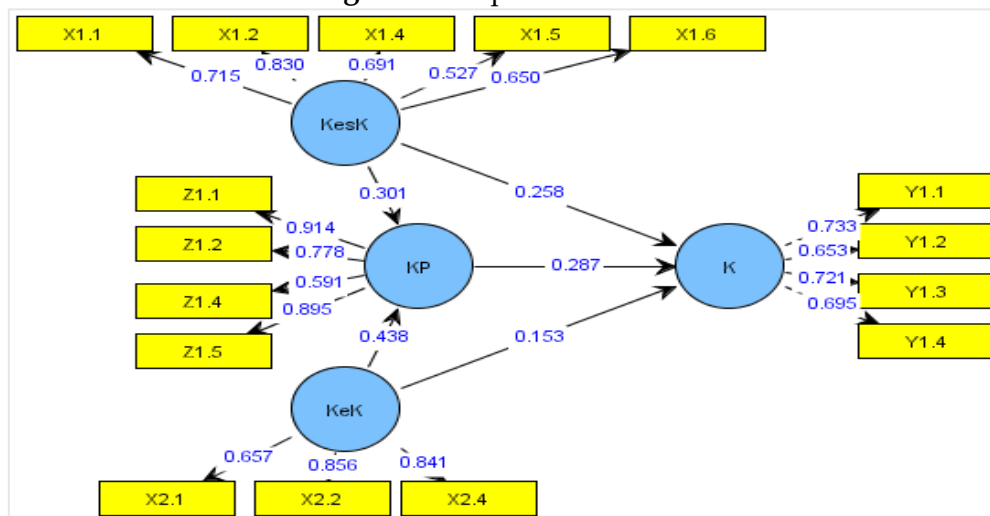 X1.1 X1.2 X1.4 X1.5 X1.6
0.715 0.830 0.691 0.527 0.650
KesK
0.301 0.258
Z1.1 Y1.1
0.914 0.733
Z1.2 0.778 KP 0.287 K 0.653 Y1.2
0.591 0.721
Z1.4 0.895 0.695 Y1.3
Z1.5 0.438 0.153 Y1.4
KeK
0.657 0.856 0.841
X2.1 X2.2 X2.4